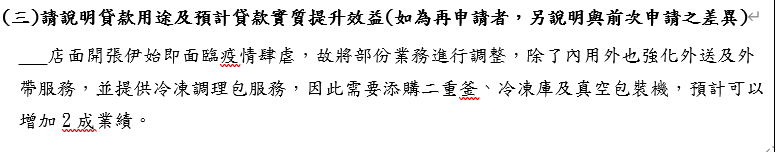 (三)請說明貸款用途及預計貸款實質提升效益(如為再申請者，另說明與前次申請之差異)
___店面開張伊始即面臨疫情肆虐，故將部份業務進行調整，除了內用外也強化外送及外
帶服務，並提供冷凍調理包服務，因此需要添購二重釜、冷凍庫及真空包裝機，預計可以
增加2成業績。